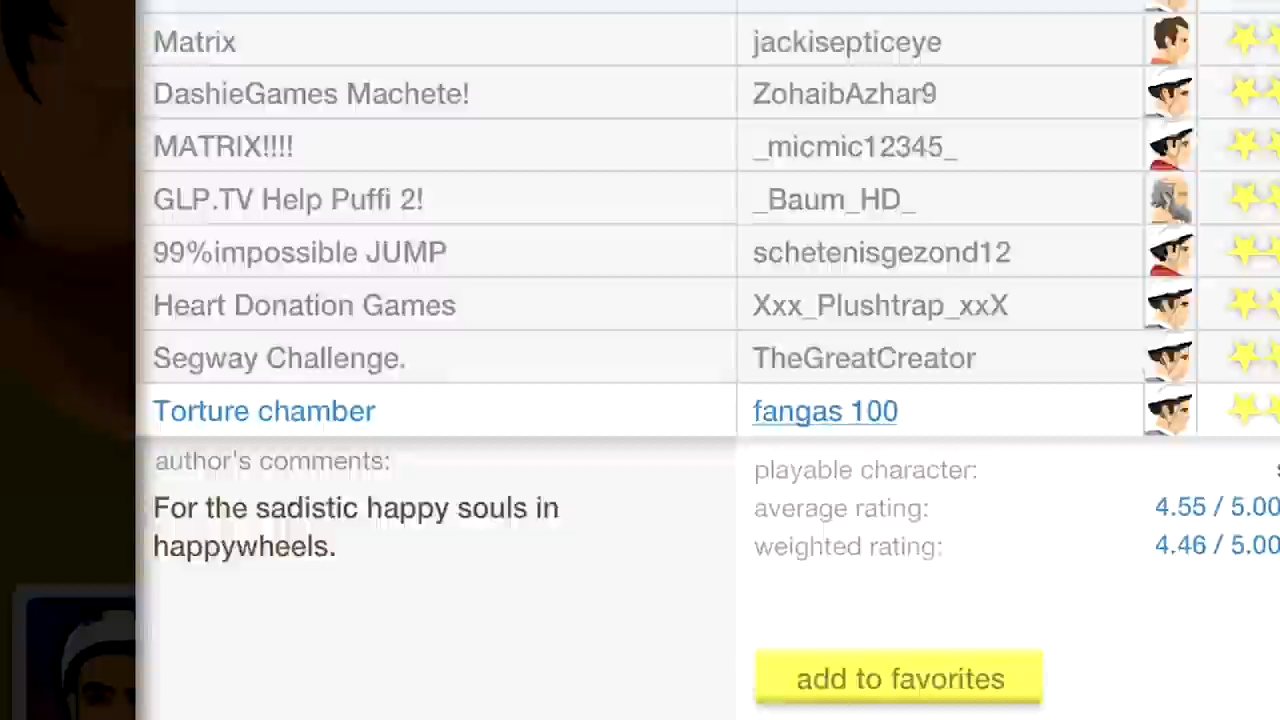 Matrix jackisepticeye
DashieGames Machete! ZohaibAzhar9
MATRIX!!!! _micmic12345_
GLP.TV Help Puffi 2! _Baum_HD_
99%impossible JUMP schetenisgezond12
Heart Donation Games Xxx_Plushtrap_xxX
Segway Challenge. TheGreatCreator
Torture chamber fangas 100
author's comments:
For the sadistic happy souls in
happywheels.
playable character:
average rating: 4.55 / 5.00
weighted rating: 4.46 / 5.00
add to favorites